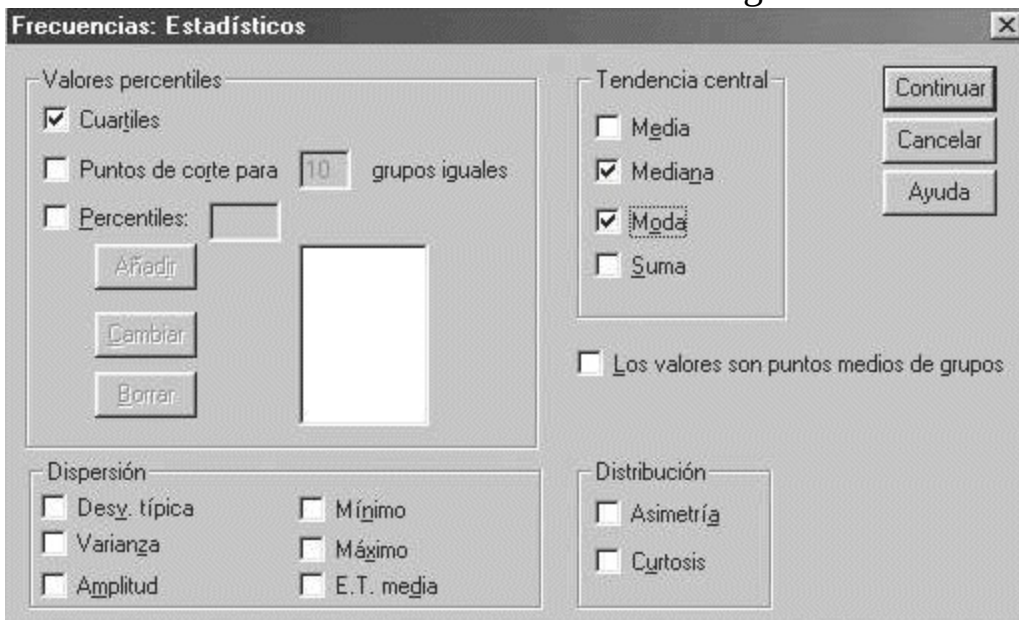 Frecuencias: Estadísticos
Valores percentiles
Cuartiles
Puntos de corte para 10 grupos iguales
Percentiles:
Añadir
Cambiar
Borrar
Tendencia central
Media
Mediana
Moda
Suma
Continuar
Cancelar
Ayuda
Los valores son puntos medios de grupos
Dispersión
Desv. típica
Varianza
Amplitud
Mínimo
Máximo
E.T. media
Distribución
Asimetría
Curtosis